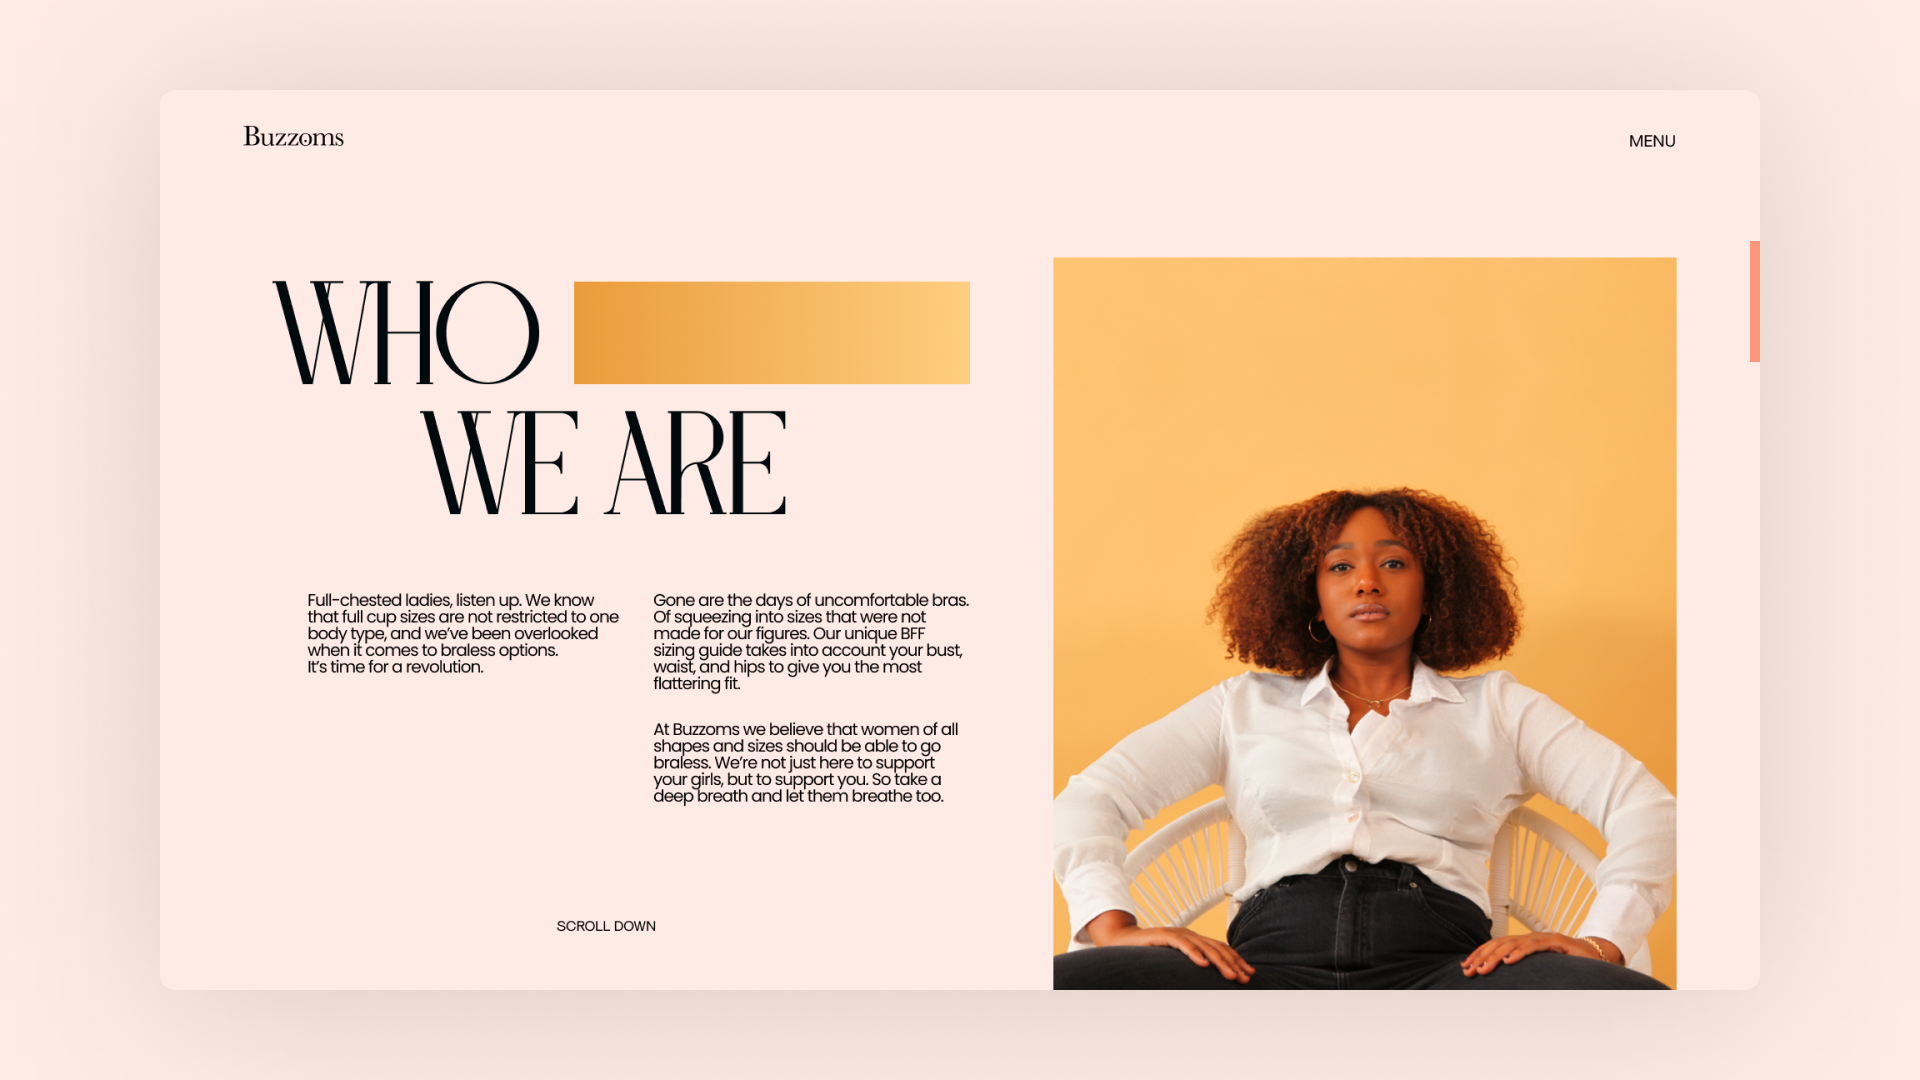 Buzzoms
MENU
WHO
WE ARE
Full-chested ladies, listen up. We know
that full cup sizes are not restricted to one
body type, and we've been overlooked
when it comes to braless options.
It's time for a revolution.
Gone are the days of uncomfortable bras.
Of squeezing into sizes that were not
made for our figures. Our unique BFF
sizing guide takes into account your bust,
waist, and hips to give you the most
flattering fit.
At Buzzoms we believe that women of all
shapes and sizes should be able to go
braless. We're not just here to support
your girls, but to support you. So take a
deep breath and let them breathe too.
SCROLL DOWN